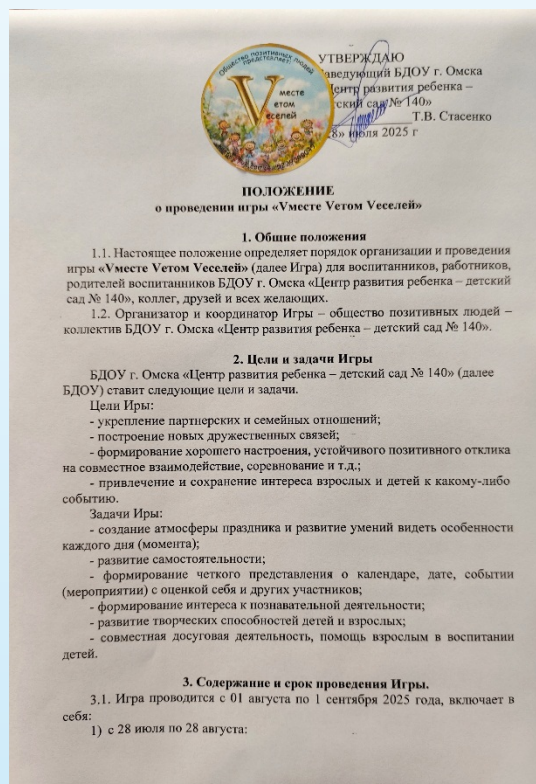 Общество позитивных людей
представляет:
V
месте
етом
еселей
УТВЕРЖДАЮ
Заведующий БДОУ г. Омска
«Центр развития ребенка –
детский сад № 140»
Т.В. Стасенко
28» июля 2025 г
ПОЛОЖЕНИЕ
о проведении игры «Vместе Vетом Vеселей»
1. Общие положения
1.1. Настоящее положение определяет порядок организации и проведения
игры «Vместе Vетом Vеселей» (далее Игра) для воспитанников, работников,
родителей воспитанников БДОУ г. Омска «Центр развития ребенка – детский
сад № 140», коллег, друзей и всех желающих.
1.2. Организатор и координатор Игры – общество позитивных людей –
коллектив БДОУ г. Омска «Центр развития ребенка – детский сад № 140».
2. Цели и задачи Игры
БДОУ г. Омска «Центр развития ребенка – детский сад № 140» (далее
БДОУ) ставит следующие цели и задачи.
Цели Иры:
- укрепление партнерских и семейных отношений;
- построение новых дружественных связей;
- формирование хорошего настроения, устойчивого позитивного отклика
на совместное взаимодействие, соревнование и т.д.;
- привлечение и сохранение интереса взрослых и детей к какому-либо
событию.
Задачи Иры:
- создание атмосферы праздника и развитие умений видеть особенности
каждого дня (момента);
- развитие самостоятельности;
- формирование четкого представления о календаре, дате, событии
(мероприятии) с оценкой себя и других участников;
- формирование интереса к познавательной деятельности;
- развитие творческих способностей детей и взрослых;
- совместная досуговая деятельность, помощь взрослым в воспитании
детей.
3. Содержание и срок проведения Игры.
3.1. Игра проводится с 01 августа по 1 сентября 2025 года, включает в
себя:
1) с 28 июля по 28 августа: